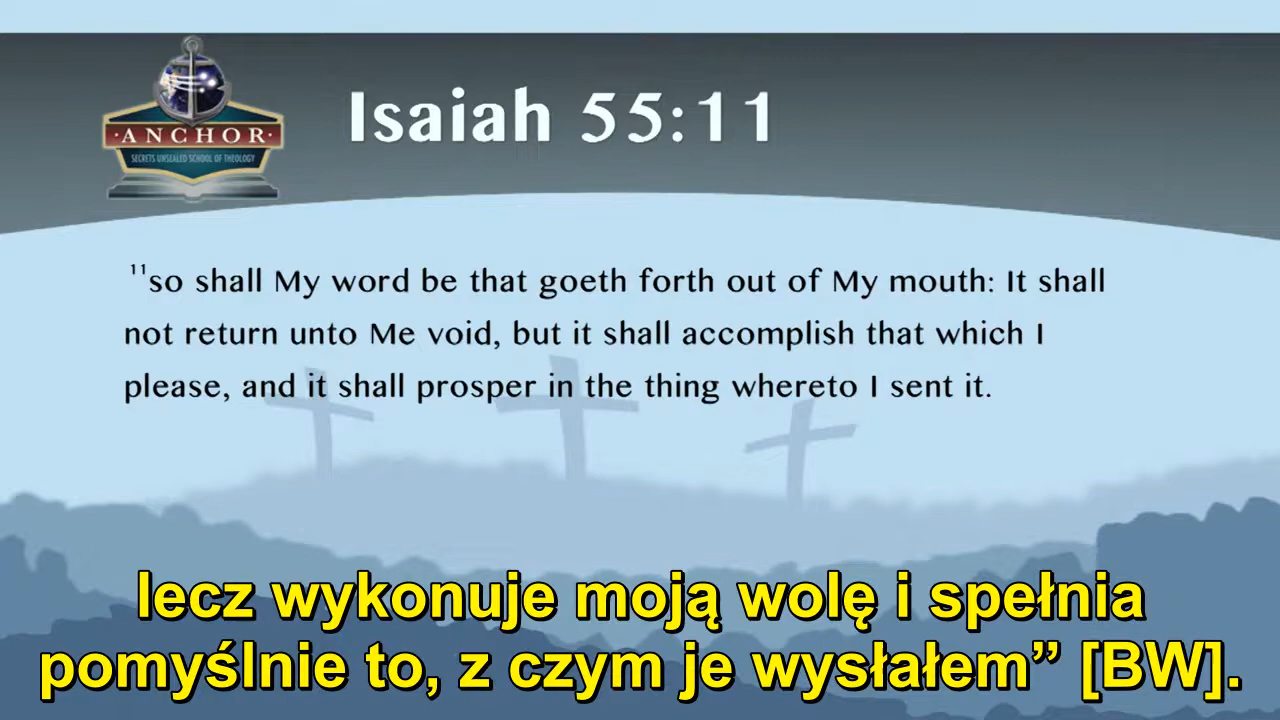 ·ANCHOR·
SECRETS UNSEALED SCHOOL OF THEOLOGY
Isaiah 55:11
¹¹so shall My word be that goeth forth out of My mouth: It shall
not return unto Me void, but it shall accomplish that which I
please, and it shall prosper in the thing whereto I sent it.
lecz wykonuje moją wolę i spełnia
pomyślnie to, z czym je wysłałem” [BW].